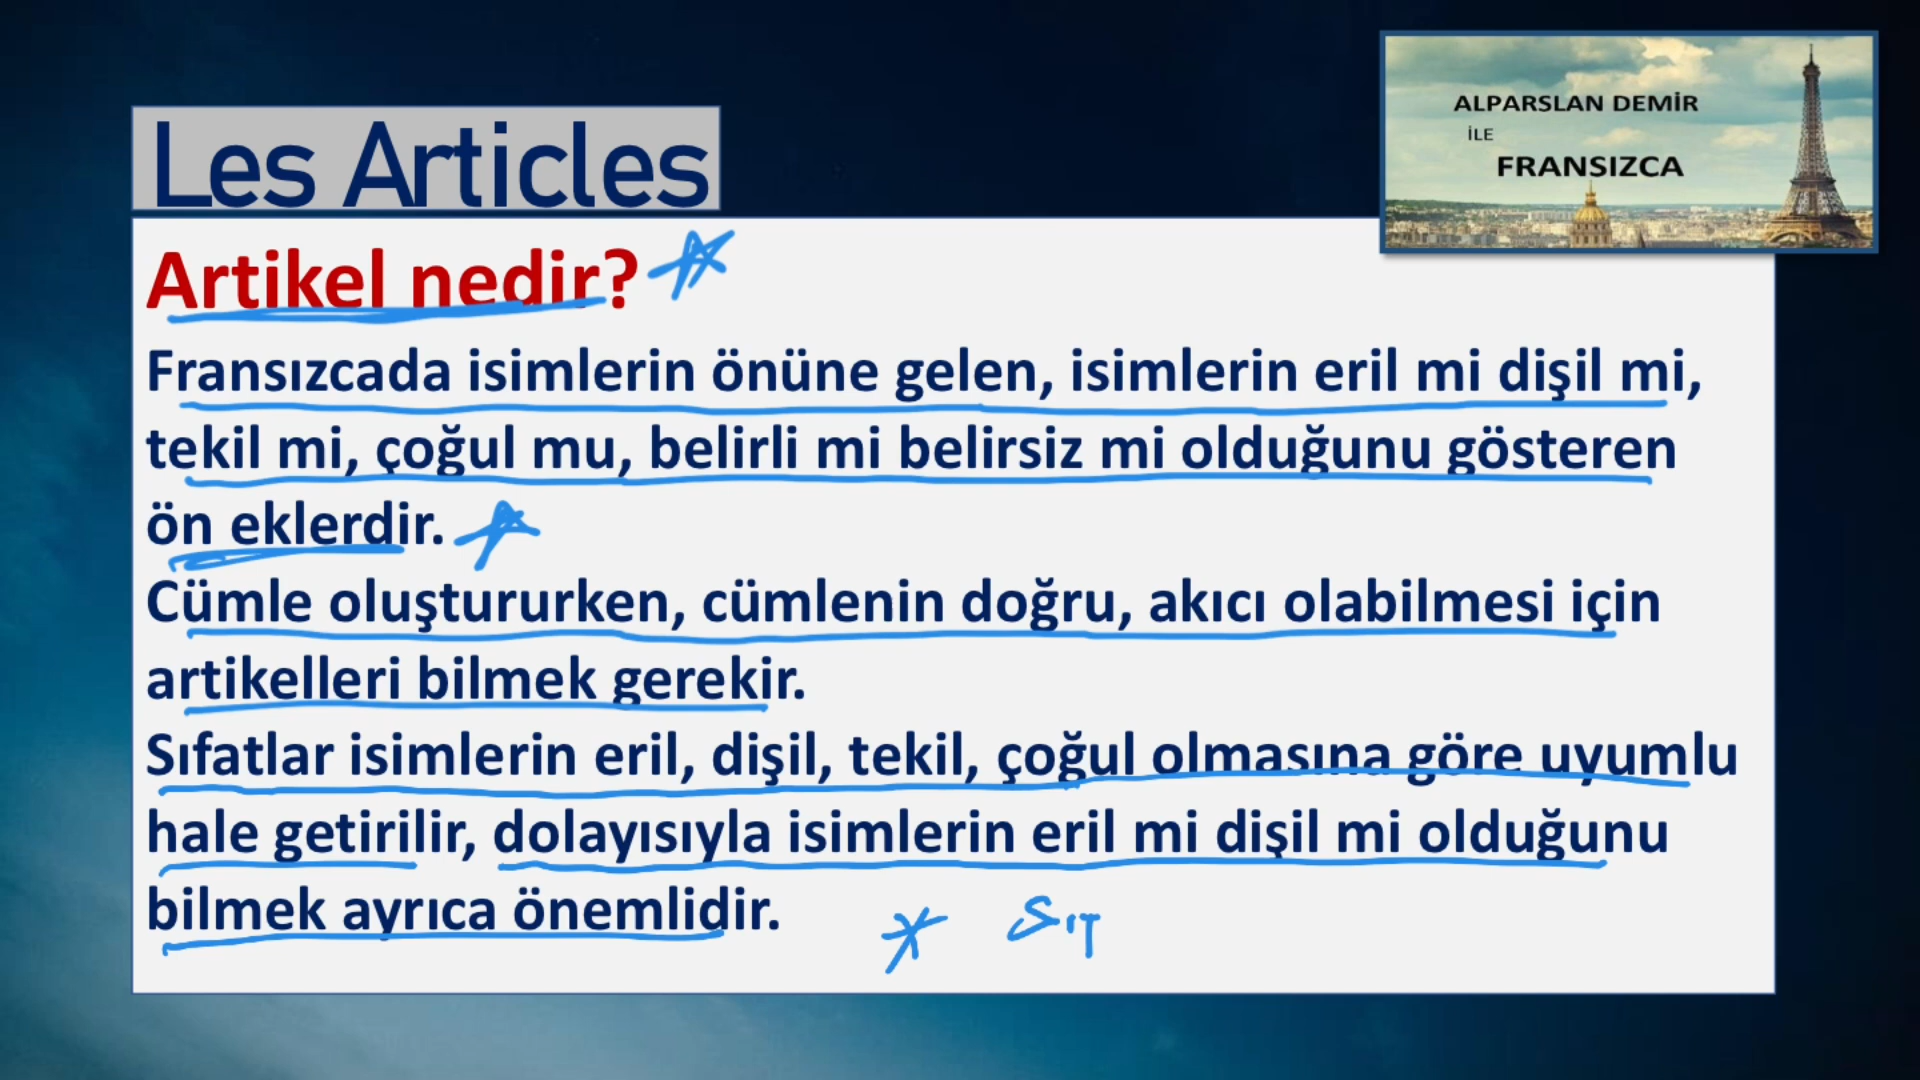 ALPARSLAN DEMİR
İLE
FRANSIZCA
Les Articles
Artikel nedir?
Fransızcada isimlerin önüne gelen, isimlerin eril mi dişil mi,
tekil mi, çoğul mu, belirli mi belirsiz mi olduğunu gösteren
ön eklerdir.
Cümle oluştururken, cümlenin doğru, akıcı olabilmesi için
artikelleri bilmek gerekir.
Sıfatlar isimlerin eril, dişil, tekil, çoğul olmasına göre uyumlu
hale getirilir, dolayısıyla isimlerin eril mi dişil mi olduğunu
bilmek ayrıca önemlidir.